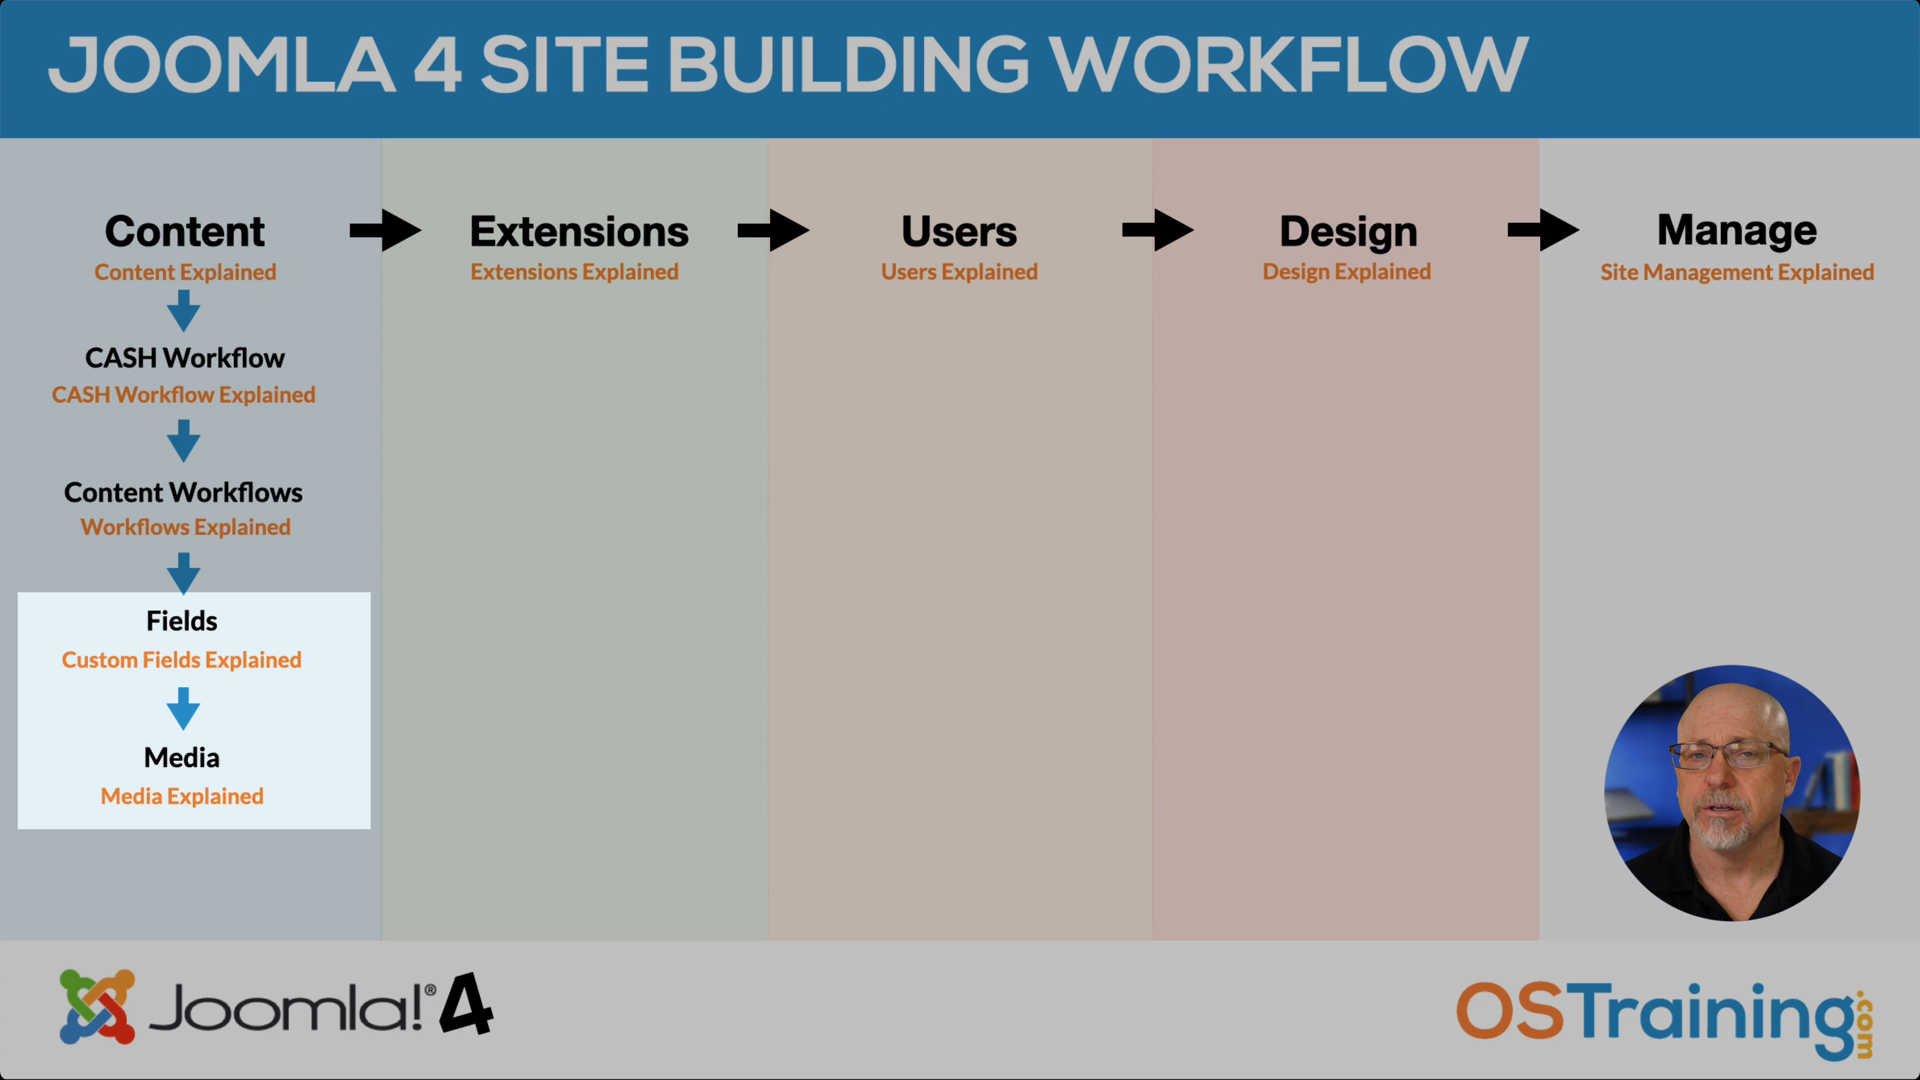 JOOMLA 4 SITE BUILDING WORKFLOW
Content
Content Explained
CASH Workflow
CASH Workflow Explained
Content Workflows
Workflows Explained
Fields
Custom Fields Explained
Media
Media Explained
Extensions
Extensions Explained
Users
Users Explained
Design
Design Explained
Manage
Site Management Explained
Joomla!® 4
OSTraining.com